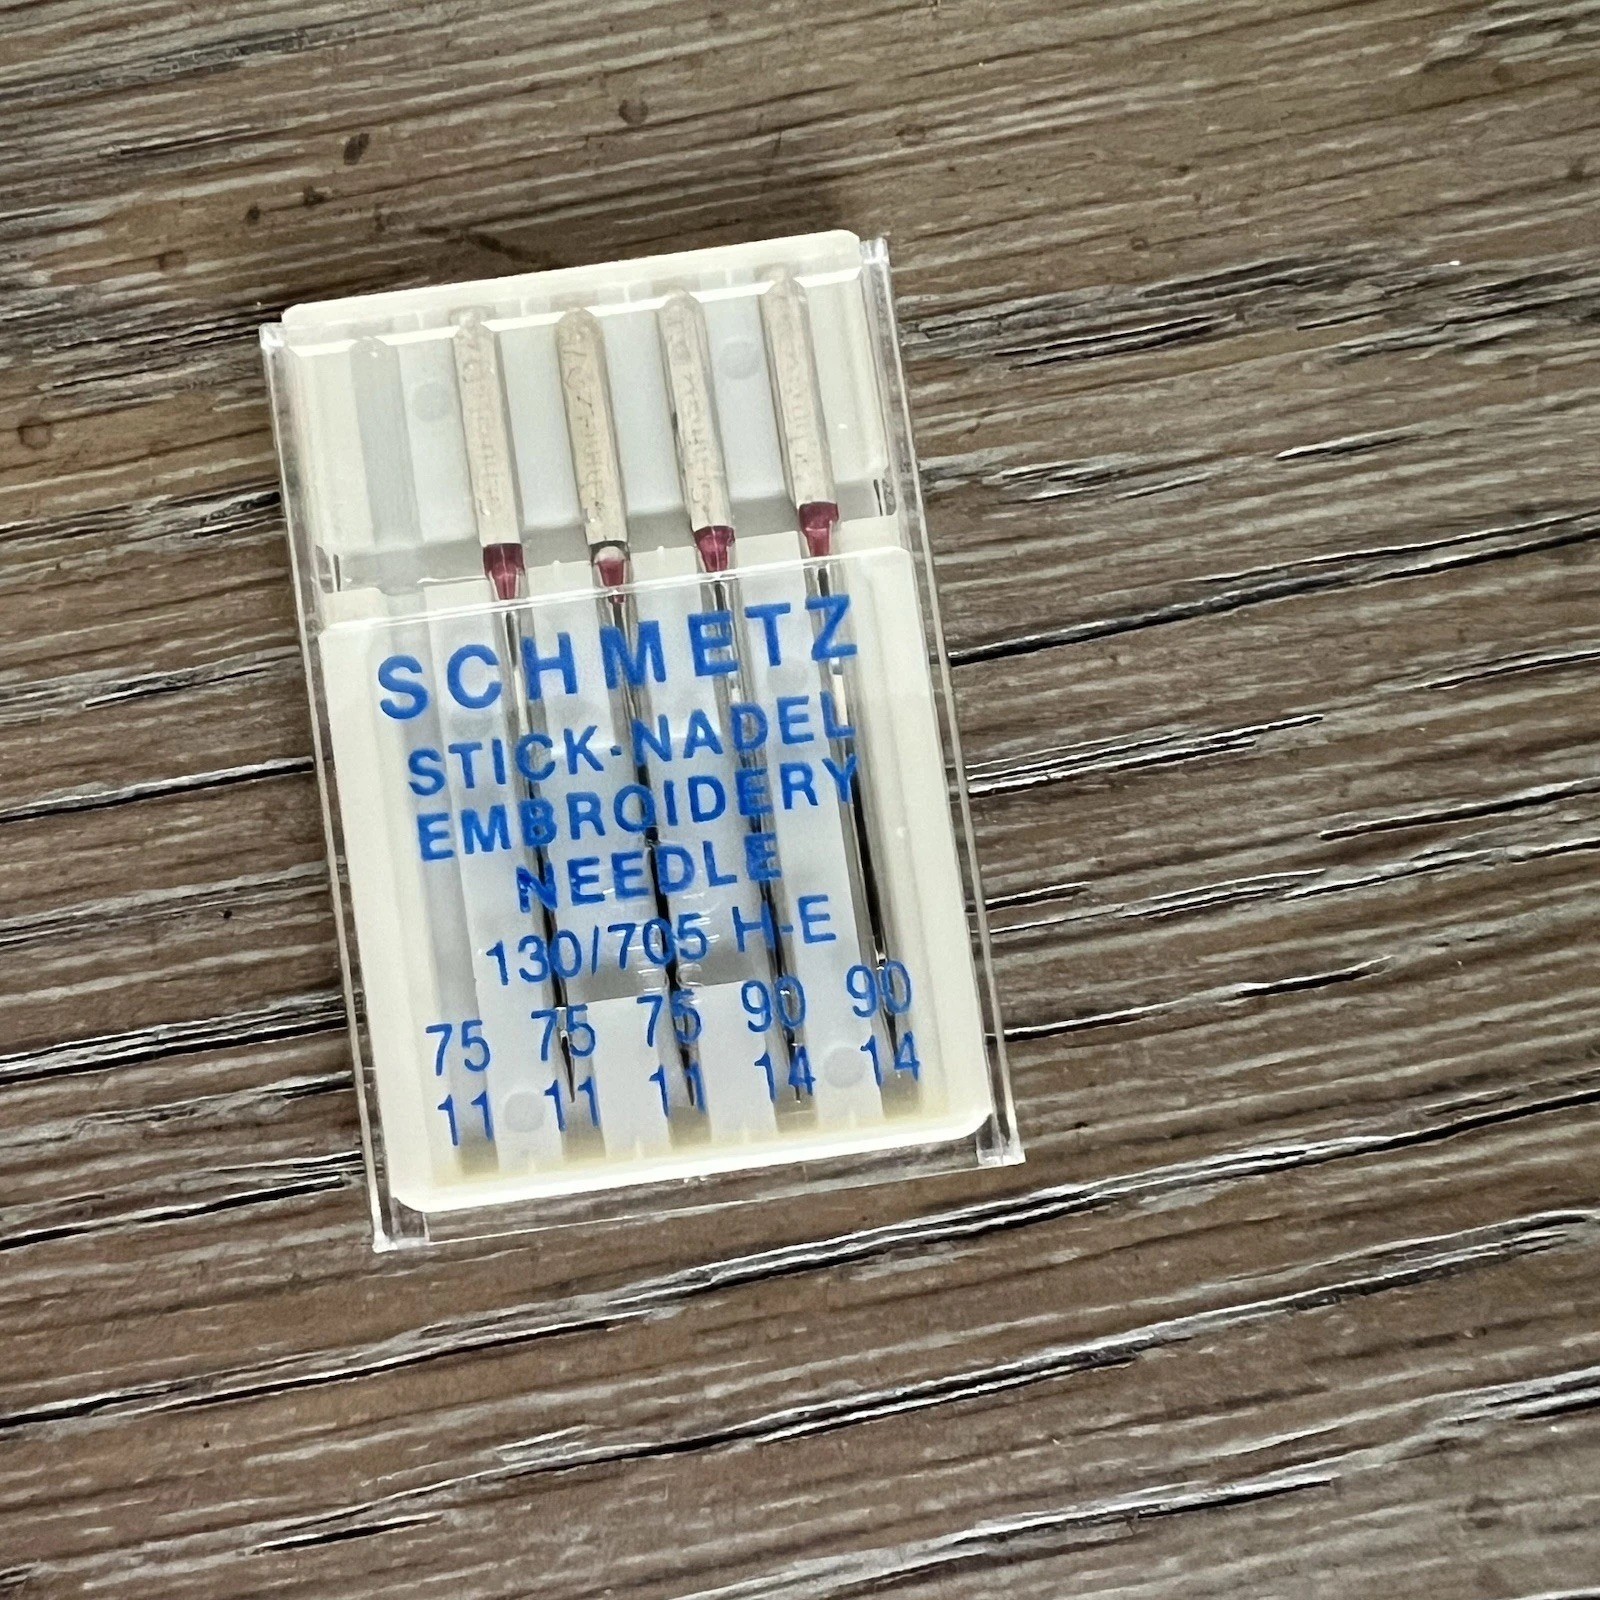 SCHMETZ
STICK-NADEL
EMBROIDERY
NEEDLE
130/705 H-E
75 75 75 90 90
11 11 11 14 14